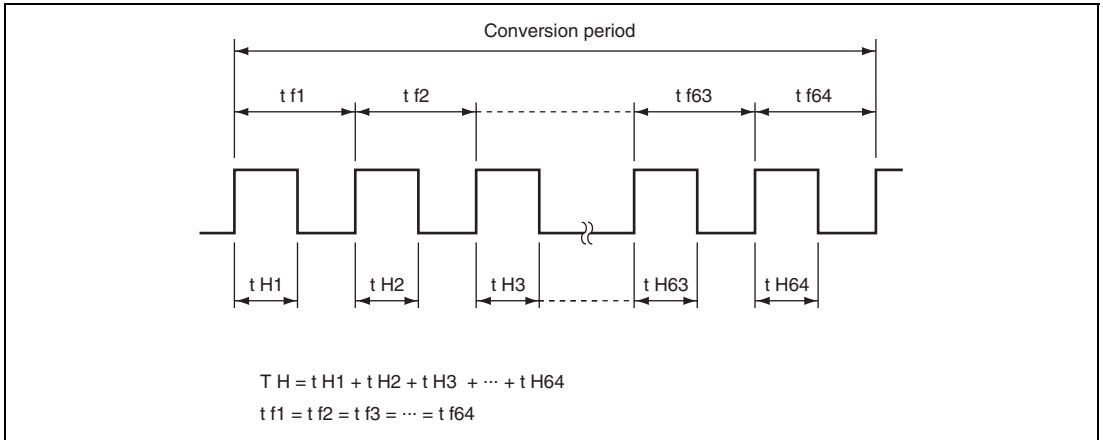 Conversion period
t f1 t f2 t f63 t f64
t H1 t H2 t H3 t H63 t H64
T H = t H1 + t H2 + t H3 + ··· + t H64
t f1 = t f2 = t f3 = ··· = t f64